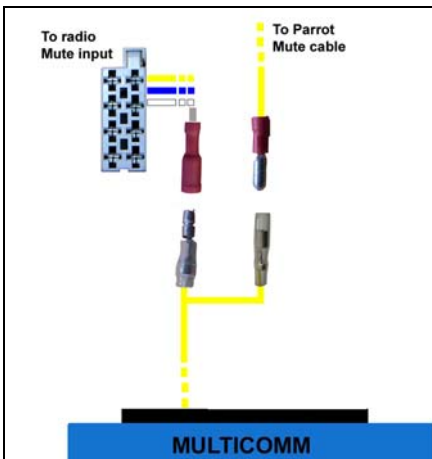 To radio
Mute input
To Parrot
Mute cable
MULTICOMM